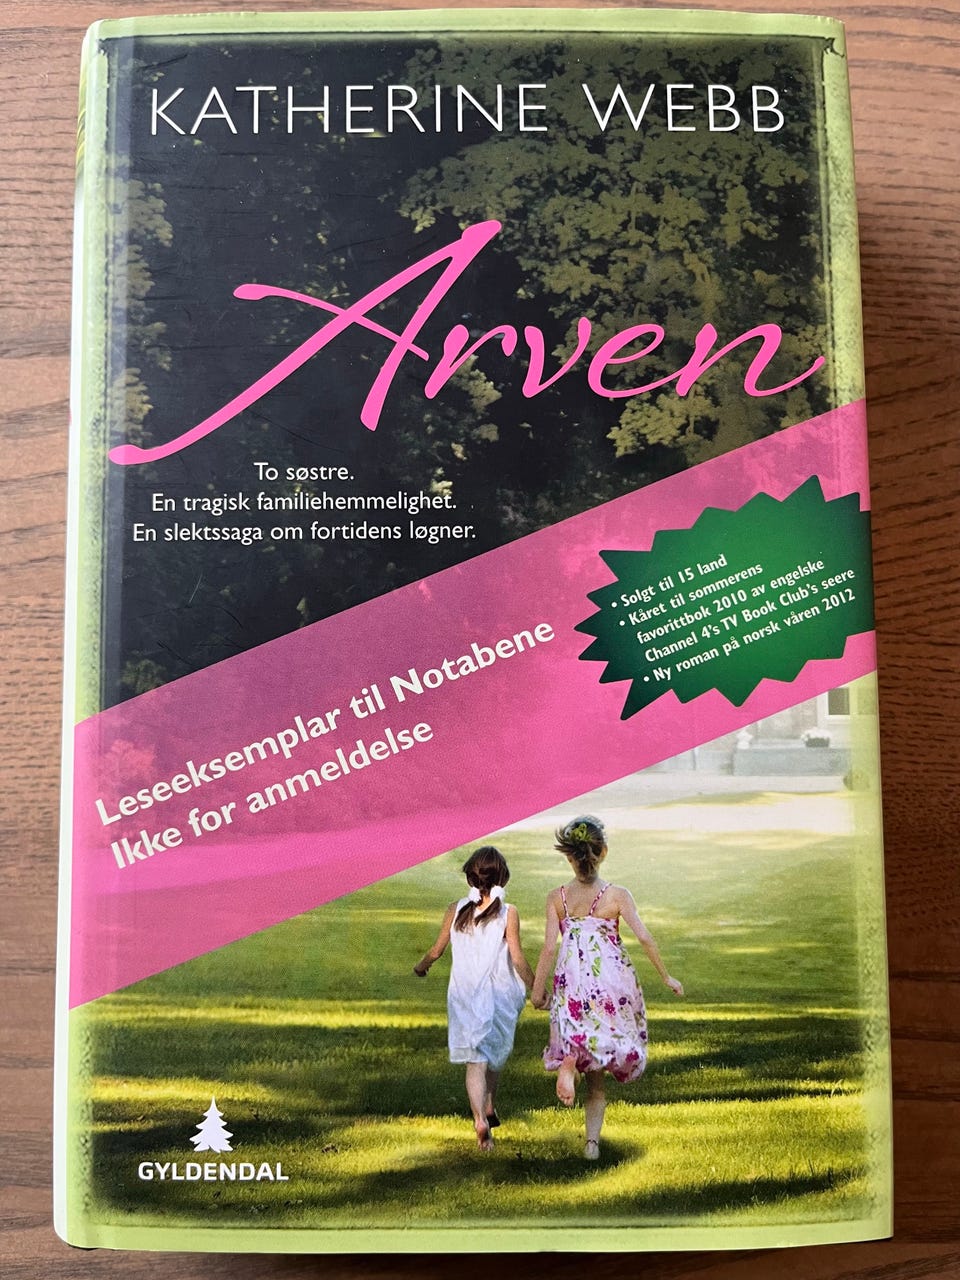 KATHERINE WEBB
Arven
To søstre.
En tragisk familiehemmelighet.
En slektssaga om fortidens løgner.
• Solgt til 15 land
• Kåret til sommerens
favorittbok 2010 av engelske
Channel 4's TV Book Club's seere
• Ny roman på norsk våren 2012
Leseeksemplar til Notabene
Ikke for anmeldelse
GYLDENDAL